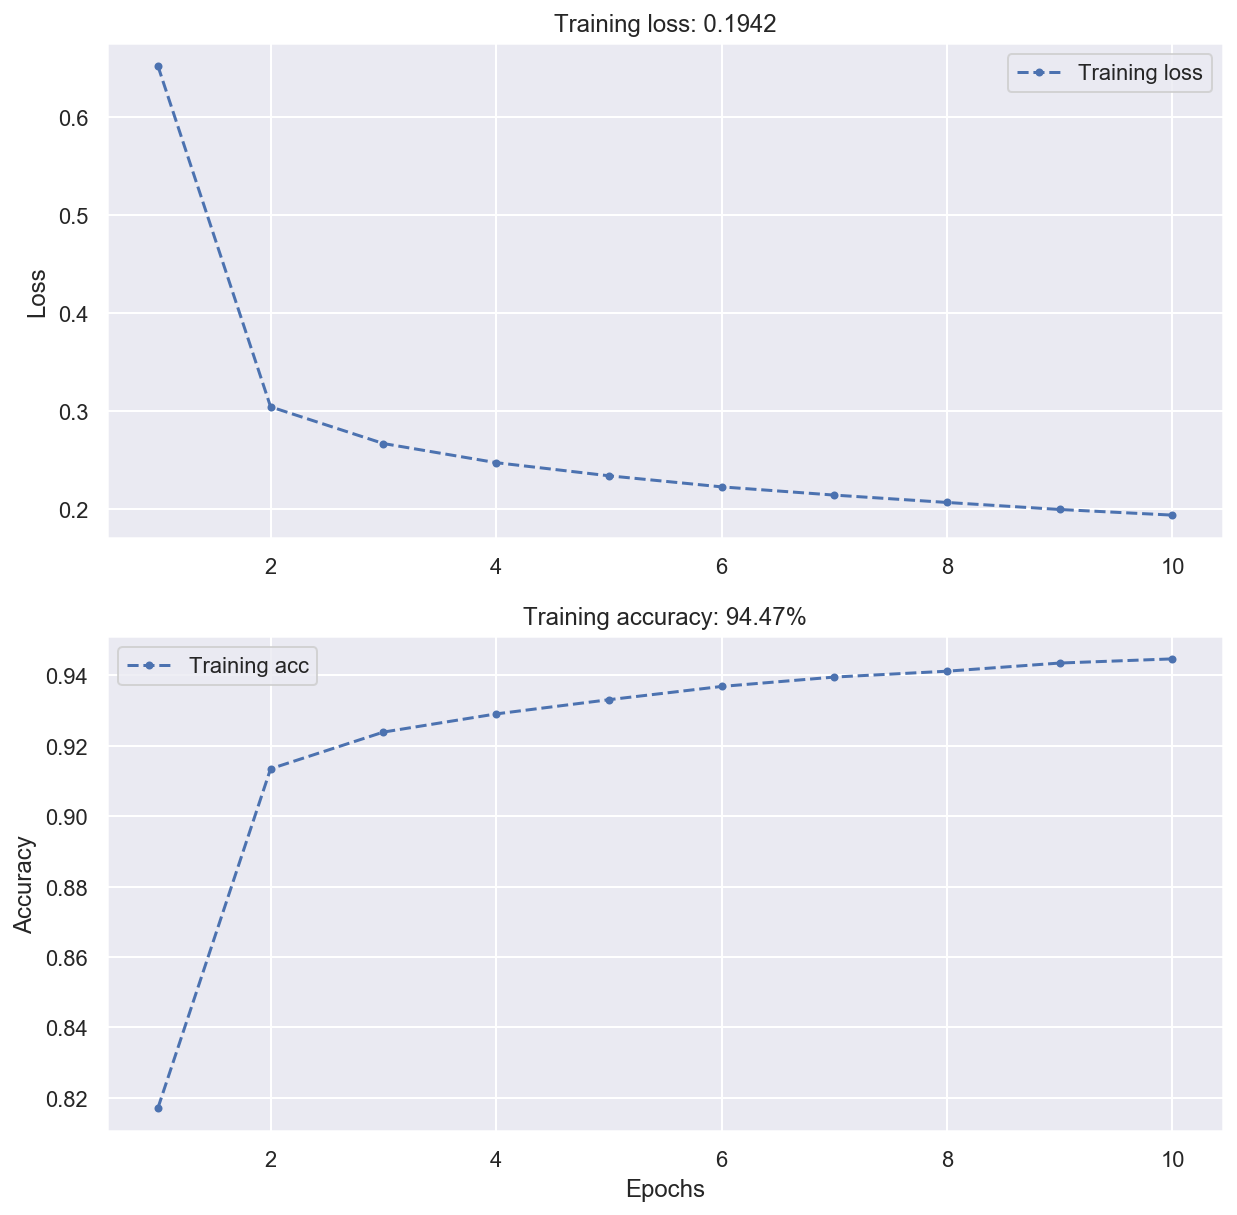 Training loss: 0.1942
Training loss
0.6
0.5
0.4
0.3
0.2
Loss
2 4 6 8 10
Training accuracy: 94.47%
Training acc
0.94
0.92
0.90
0.88
0.86
0.84
0.82
Accuracy
2 4 6 8 10
Epochs